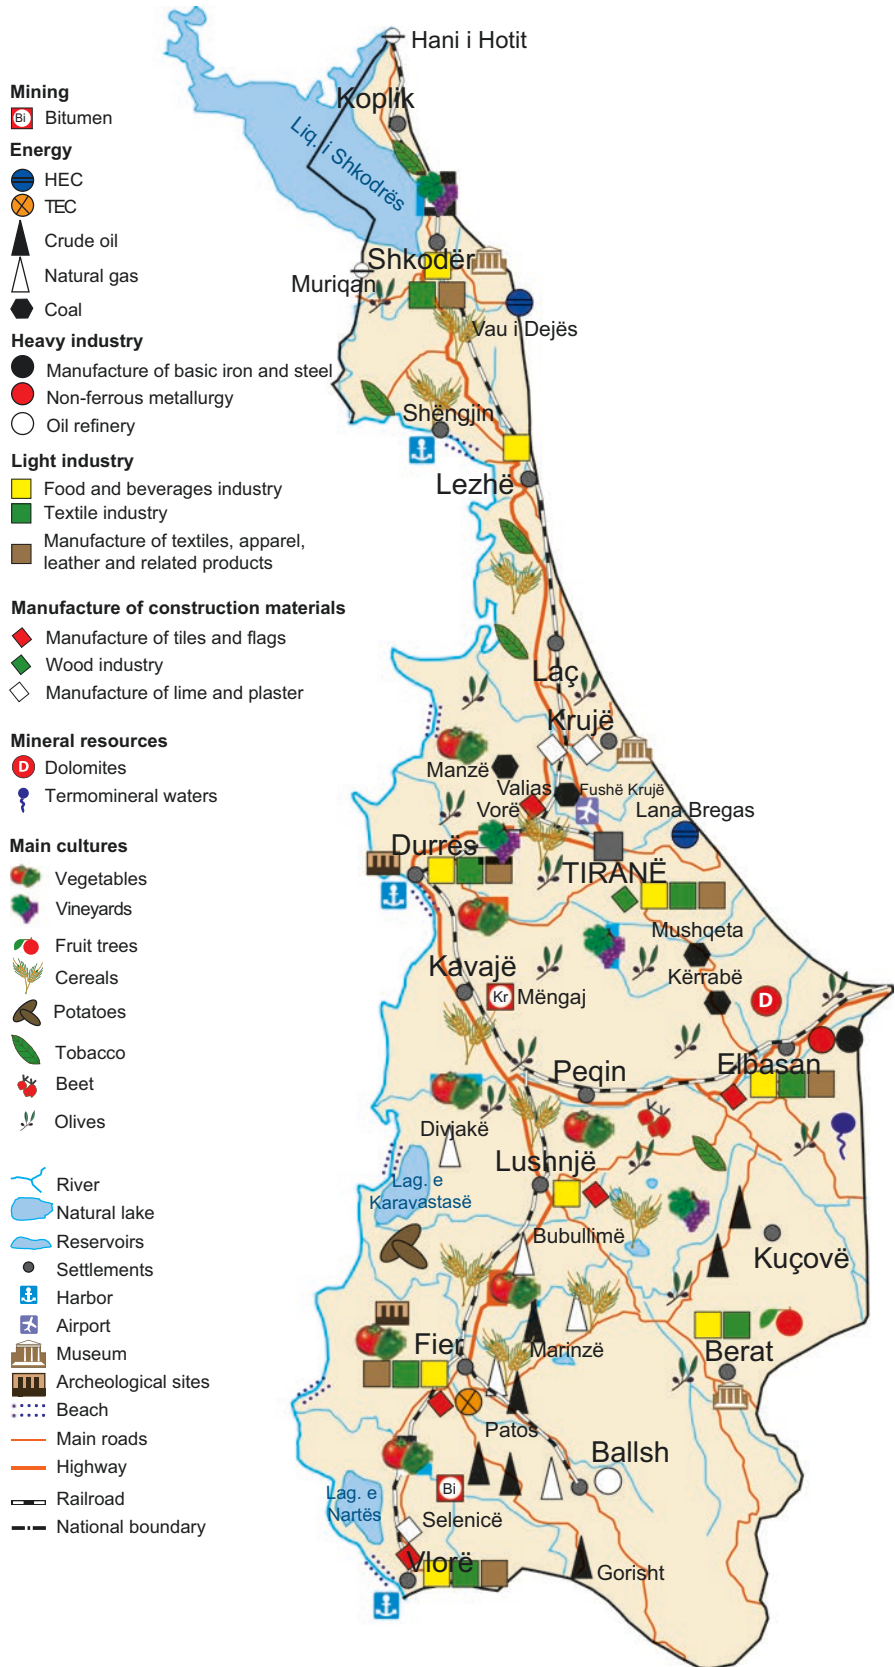 Mining
Bi
Bitumen
Energy
HEC
TEC
Crude oil
Natural gas
Coal
Heavy industry
Manufacture of basic iron and steel
Non-ferrous metallurgy
Oil refinery
Light industry
Food and beverages industry
Textile industry
Manufacture of textiles, apparel,
leather and related products
Manufacture of construction materials
Manufacture of tiles and flags
Wood industry
Manufacture of lime and plaster
Mineral resources
D
Dolomites
Termomineral waters
Main cultures
Vegetables
Vineyards
Fruit trees
Cereals
Potatoes
Tobacco
Beet
Olives
River
Natural lake
Reservoirs
Settlements
Harbor
Airport
Museum
Archeological sites
Beach
Main roads
Highway
Railroad
National boundary
Hani i Hotit
Koplik
Liq. i Shkodrës
Shkodër
Muriqan
Vau i Dejës
Shëngjin
Lezhë
Laç
Krujë
Manzë
Valias
Fushë Krujë
Vorë
Lana Bregas
Durrës
TIRANË
Mushqeta
Kavajë
Kërrabë
Kr
Mëngaj
D
Elbasan
Peqin
Divjakë
Lushnjë
Lag. e
Karavastasë
Bubullimë
Kuçovë
Marinzë
Fier
Berat
Patos
Ballsh
Bi
Lag. e
Nartës
Selenicë
Vlorë
Gorisht